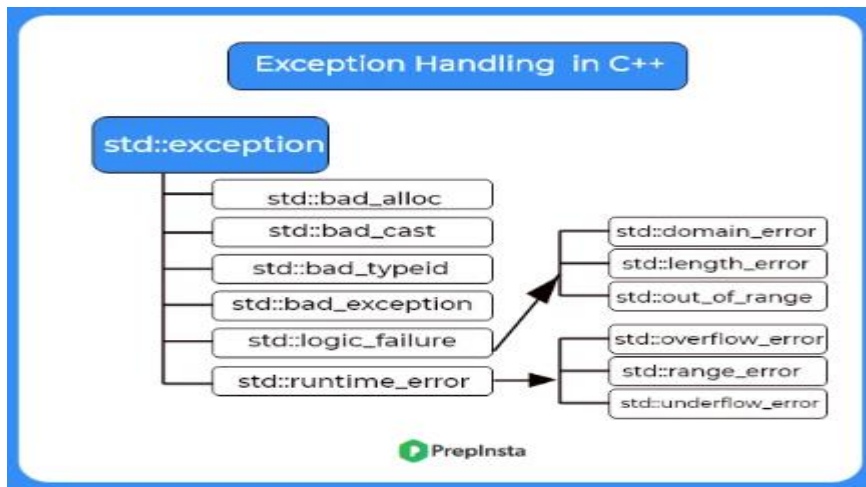 Exception Handling in C++
std::exception
std::bad_alloc
std::bad_cast
std::bad_typeid
std::bad_exception
std::logic_failure
std::runtime_error
std::domain_error
std::length_error
std::out_of_range
std::overflow_error
std::range_error
std::underflow_error
PrepInsta